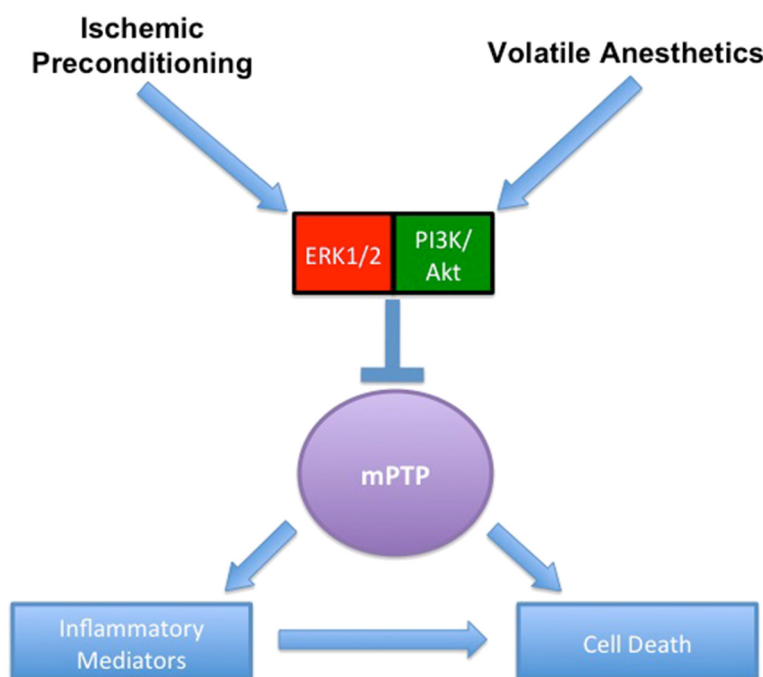 Ischemic
Preconditioning
Volatile Anesthetics
ERK1/2
PI3K/
Akt
mPTP
Inflammatory
Mediators
Cell Death